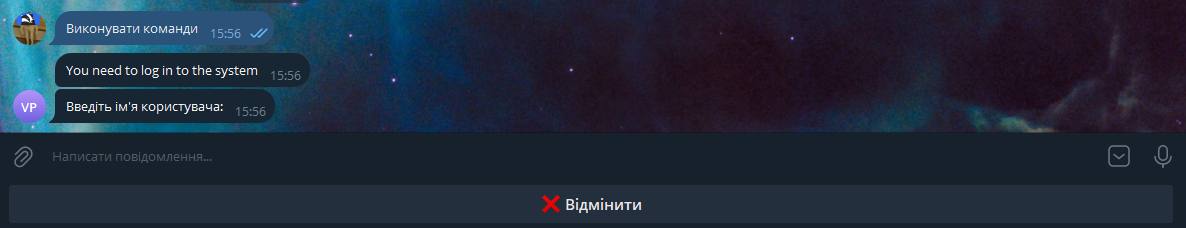 Виконувати команди 15:56
You need to log in to the system 15:56
VP Введіть ім'я користувача: 15:56
Написати повідомлення...
❌ Відмінити